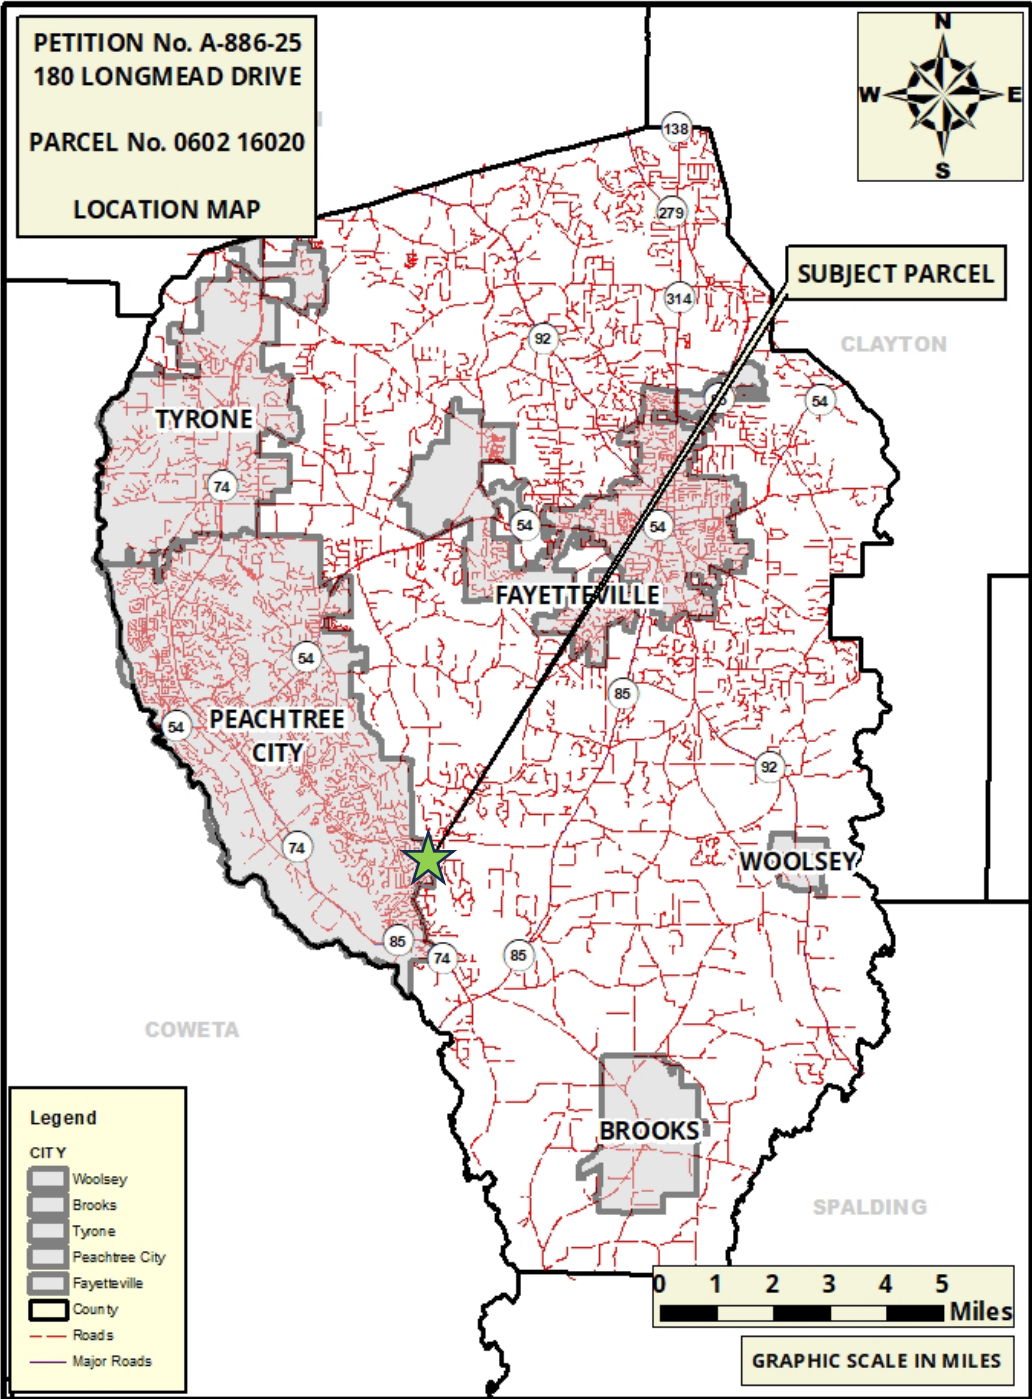 PETITION No. A-886-25
180 LONGMEAD DRIVE
PARCEL No. 0602 16020
LOCATION MAP
N
W
E
S
138
279
SUBJECT PARCEL
314
92
CLAYTON
54
TYRONE
74
54
54
FAYETTEVILLE
54
85
PEACHTREE
CITY
54
92
74
WOOLSEY
85
74
85
COWETA
BROOKS
SPALDING
Legend
CITY
Woolsey
Brooks
Tyrone
Peachtree City
Fayetteville
County
Roads
Major Roads
0 1 2 3 4 5
Miles
GRAPHIC SCALE IN MILES